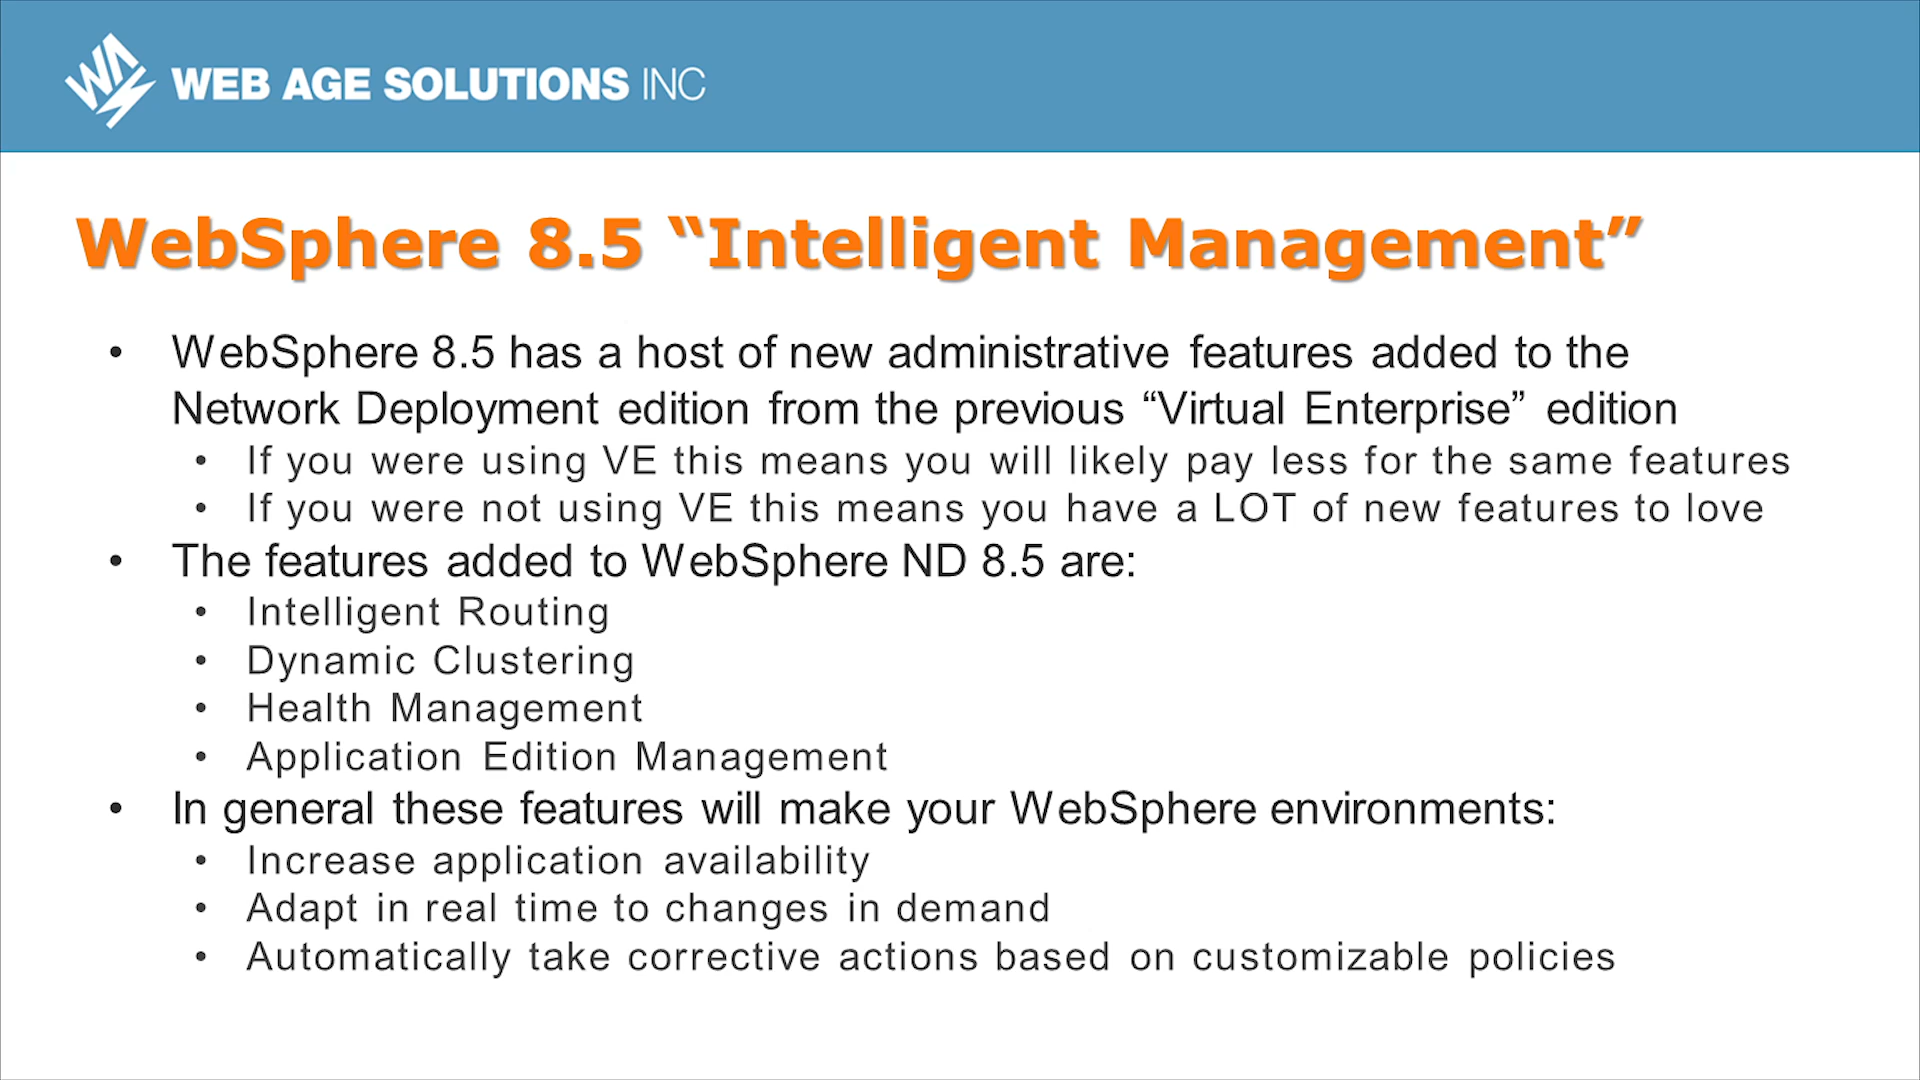 WEB AGE SOLUTIONS INC
WebSphere 8.5 “Intelligent Management”
• WebSphere 8.5 has a host of new administrative features added to the
Network Deployment edition from the previous “Virtual Enterprise” edition
• If you were using VE this means you will likely pay less for the same features
• If you were not using VE this means you have a LOT of new features to love
• The features added to WebSphere ND 8.5 are:
• Intelligent Routing
• Dynamic Clustering
• Health Management
• Application Edition Management
• In general these features will make your WebSphere environments:
• Increase application availability
• Adapt in real time to changes in demand
• Automatically take corrective actions based on customizable policies